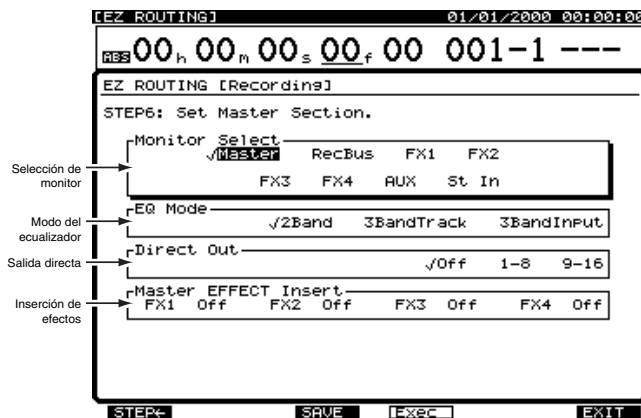 [EZ ROUTING] 01/01/2000 00:00:00
ABS 00h 00m 00s 00f 00 001-1 ---
EZ ROUTING [Recording]
STEP6: Set Master Section.
Monitor Select
√Master RecBus FX1 FX2
Selección de monitor
FX3 FX4 AUX St In
EQ Mode
Modo del ecualizador
√2Band 3BandTrack 3BandInput
Direct Out
Salida directa
√Off 1-8 9-16
Master EFFECT Insert
Inserción de efectos
FX1 Off FX2 Off FX3 Off FX4 Off
STEP← SAVE Exec EXIT